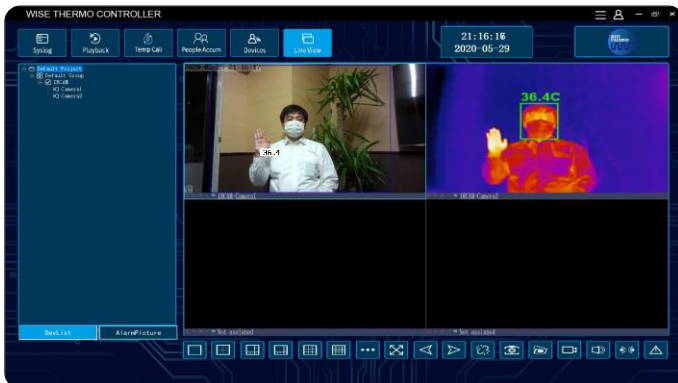 WISE THERMO CONTROLLER
Syslog
Playback
Temp Cali
People Accum
Devices
Live View
21:16:16
2020-05-29
Default Project
Default Group
IRCAM
Camera1
Camera2
36.4
36.4C
IRCAM-Camera1
IRCAM-Camera2
Not assigned
Not assigned
DevList
AlarmPicture